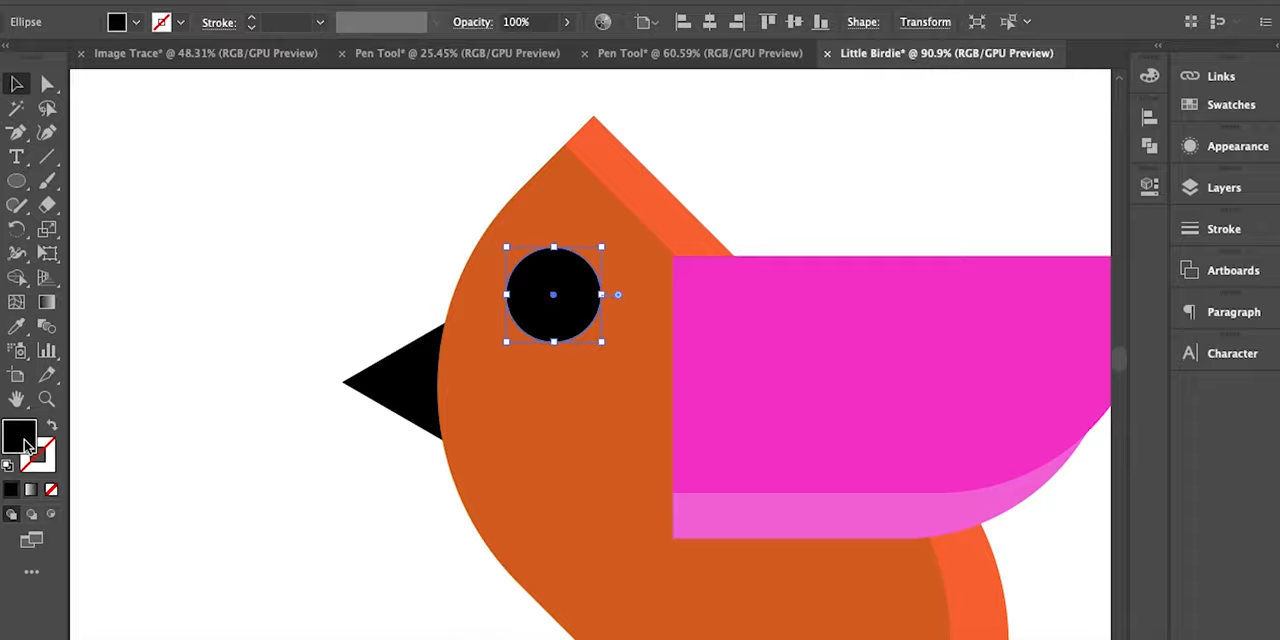 Ellipse
Stroke:
Opacity: 100%
Shape:
Transform
× Image Trace* @ 48.31% (RGB/GPU Preview)
× Pen Tool* @ 25.45% (RGB/GPU Preview)
× Pen Tool* @ 60.59% (RGB/GPU Preview)
× Little Birdie* @ 90.9% (RGB/GPU Preview)
Links
Swatches
Appearance
Layers
Stroke
Artboards
Paragraph
Character